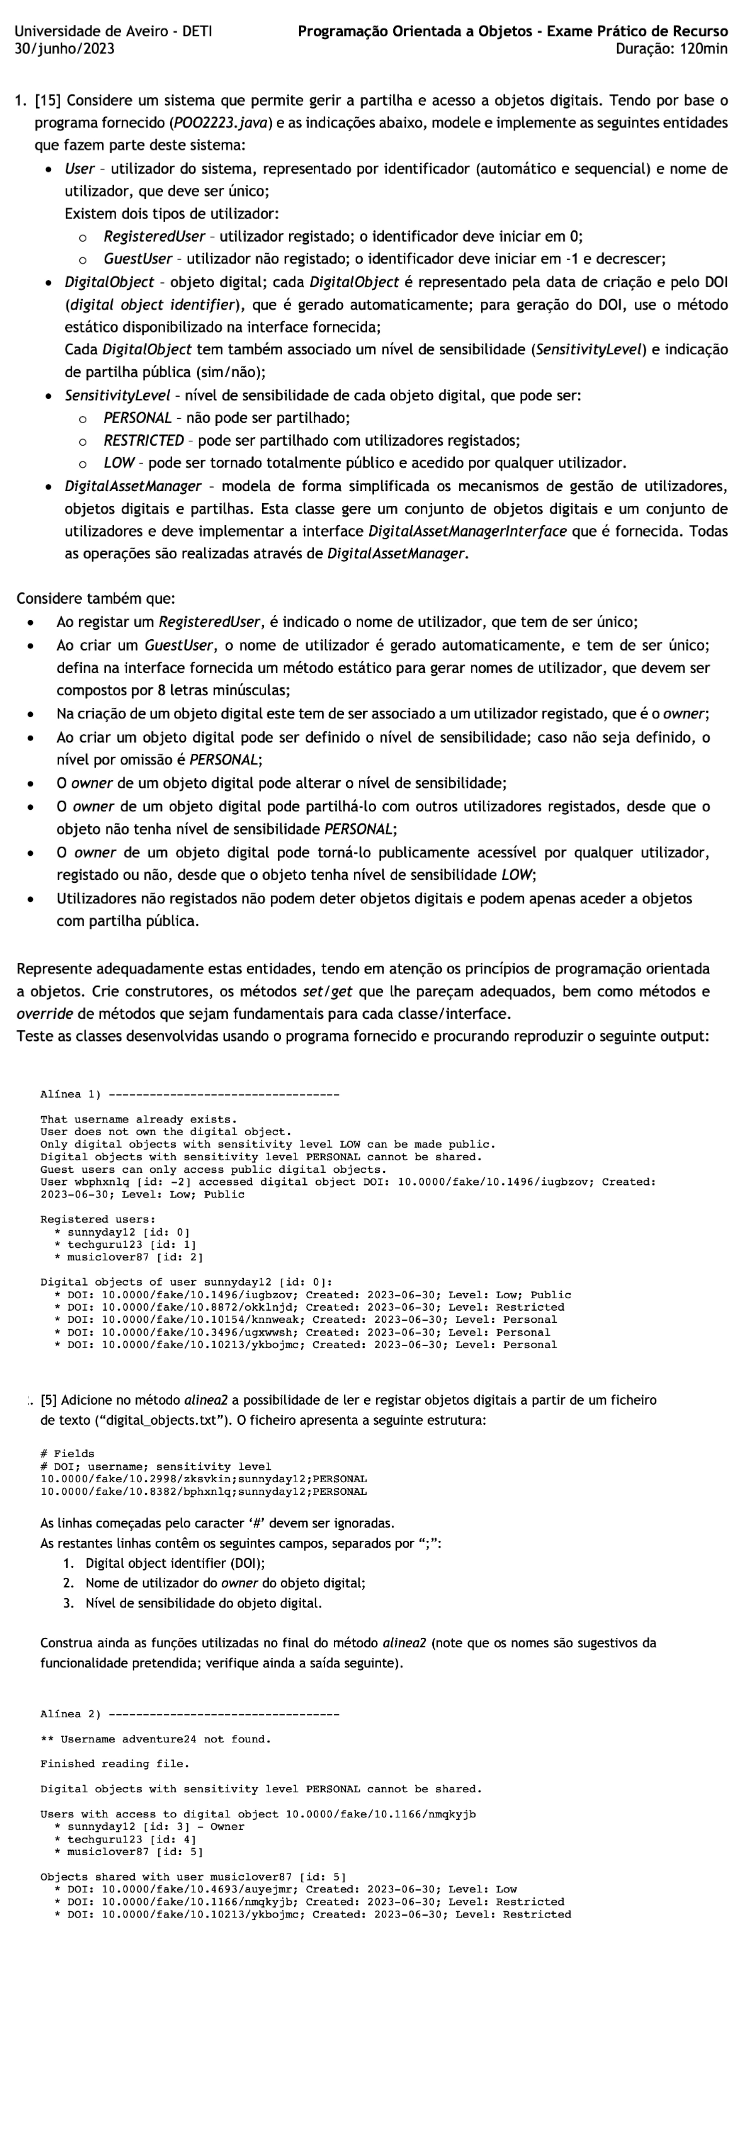 Universidade de Aveiro - DETI
Programação Orientada a Objetos - Exame Prático de Recurso
30/junho/2023
Duração: 120min
1. [15] Considere um sistema que permite gerir a partilha e acesso a objetos digitais. Tendo por base o
programa fornecido (POO2223.java) e as indicações abaixo, modele e implemente as seguintes entidades
que fazem parte deste sistema:
• User – utilizador do sistema, representado por identificador (automático e sequencial) e nome de
utilizador, que deve ser único;
Existem dois tipos de utilizador:
o RegisteredUser – utilizador registado; o identificador deve iniciar em 0;
o GuestUser – utilizador não registado; o identificador deve iniciar em -1 e decrescer;
• DigitalObject – objeto digital; cada DigitalObject é representado pela data de criação e pelo DOI
(digital object identifier), que é gerado automaticamente; para geração do DOI, use o método
estático disponibilizado na interface fornecida;
Cada DigitalObject tem também associado um nível de sensibilidade (SensitivityLevel) e indicação
de partilha pública (sim/não);
• SensitivityLevel – nível de sensibilidade de cada objeto digital, que pode ser:
o PERSONAL – não pode ser partilhado;
o RESTRICTED – pode ser partilhado com utilizadores registados;
o LOW – pode ser tornado totalmente público e acedido por qualquer utilizador.
• DigitalAssetManager – modela de forma simplificada os mecanismos de gestão de utilizadores,
objetos digitais e partilhas. Esta classe gere um conjunto de objetos digitais e um conjunto de
utilizadores e deve implementar a interface DigitalAssetManagerInterface que é fornecida. Todas
as operações são realizadas através de DigitalAssetManager.
Considere também que:
• Ao registar um RegisteredUser, é indicado o nome de utilizador, que tem de ser único;
• Ao criar um GuestUser, o nome de utilizador é gerado automaticamente, e tem de ser único;
defina na interface fornecida um método estático para gerar nomes de utilizador, que devem ser
compostos por 8 letras minúsculas;
• Na criação de um objeto digital este tem de ser associado a um utilizador registado, que é o owner;
• Ao criar um objeto digital pode ser definido o nível de sensibilidade; caso não seja definido, o
nível por omissão é PERSONAL;
• O owner de um objeto digital pode alterar o nível de sensibilidade;
• O owner de um objeto digital pode partilhá-lo com outros utilizadores registados, desde que o
objeto não tenha nível de sensibilidade PERSONAL;
• O owner de um objeto digital pode torná-lo publicamente acessível por qualquer utilizador,
registado ou não, desde que o objeto tenha nível de sensibilidade LOW;
• Utilizadores não registados não podem deter objetos digitais e podem apenas aceder a objetos
com partilha pública.
Represente adequadamente estas entidades, tendo em atenção os princípios de programação orientada
a objetos. Crie construtores, os métodos set/get que lhe pareçam adequados, bem como métodos e
override de métodos que sejam fundamentais para cada classe/interface.
Teste as classes desenvolvidas usando o programa fornecido e procurando reproduzir o seguinte output:
Alínea 1) ----------------------------------
That username already exists.
User does not own the digital object.
Only digital objects with sensitivity level LOW can be made public.
Digital objects with sensitivity level PERSONAL cannot be shared.
Guest users can only access public digital objects.
User wbphxnlq [id: -2] accessed digital object DOI: 10.0000/fake/10.1496/iugbzov; Created:
2023-06-30; Level: Low; Public
Registered users:
* sunnyday12 [id: 0]
* techguru123 [id: 1]
* musiclover87 [id: 2]
Digital objects of user sunnyday12 [id: 0]:
* DOI: 10.0000/fake/10.1496/iugbzov; Created: 2023-06-30; Level: Low; Public
* DOI: 10.0000/fake/10.8872/okklnjd; Created: 2023-06-30; Level: Restricted
* DOI: 10.0000/fake/10.10154/knnweak; Created: 2023-06-30; Level: Personal
* DOI: 10.0000/fake/10.3496/ugxwwsh; Created: 2023-06-30; Level: Personal
* DOI: 10.0000/fake/10.10213/ykbojmc; Created: 2023-06-30; Level: Personal
. [5] Adicione no método alinea2 a possibilidade de ler e registar objetos digitais a partir de um ficheiro
de texto (“digital_objects.txt”). O ficheiro apresenta a seguinte estrutura:
# Fields
# DOI; username; sensitivity level
10.0000/fake/10.2998/zksvkin;sunnyday12;PERSONAL
10.0000/fake/10.8382/bphxnlq;sunnyday12;PERSONAL
As linhas começadas pelo caracter ‘#’ devem ser ignoradas.
As restantes linhas contêm os seguintes campos, separados por “;”:
1. Digital object identifier (DOI);
2. Nome de utilizador do owner do objeto digital;
3. Nível de sensibilidade do objeto digital.
Construa ainda as funções utilizadas no final do método alinea2 (note que os nomes são sugestivos da
funcionalidade pretendida; verifique ainda a saída seguinte).
Alínea 2) ----------------------------------
** Username adventure24 not found.
Finished reading file.
Digital objects with sensitivity level PERSONAL cannot be shared.
Users with access to digital object 10.0000/fake/10.1166/nmqkyjb
* sunnyday12 [id: 3] - Owner
* techguru123 [id: 4]
* musiclover87 [id: 5]
Objects shared with user musiclover87 [id: 5]
* DOI: 10.0000/fake/10.4693/auyejmr; Created: 2023-06-30; Level: Low
* DOI: 10.0000/fake/10.1166/nmqkyjb; Created: 2023-06-30; Level: Restricted
* DOI: 10.0000/fake/10.10213/ykbojmc; Created: 2023-06-30; Level: Restricted